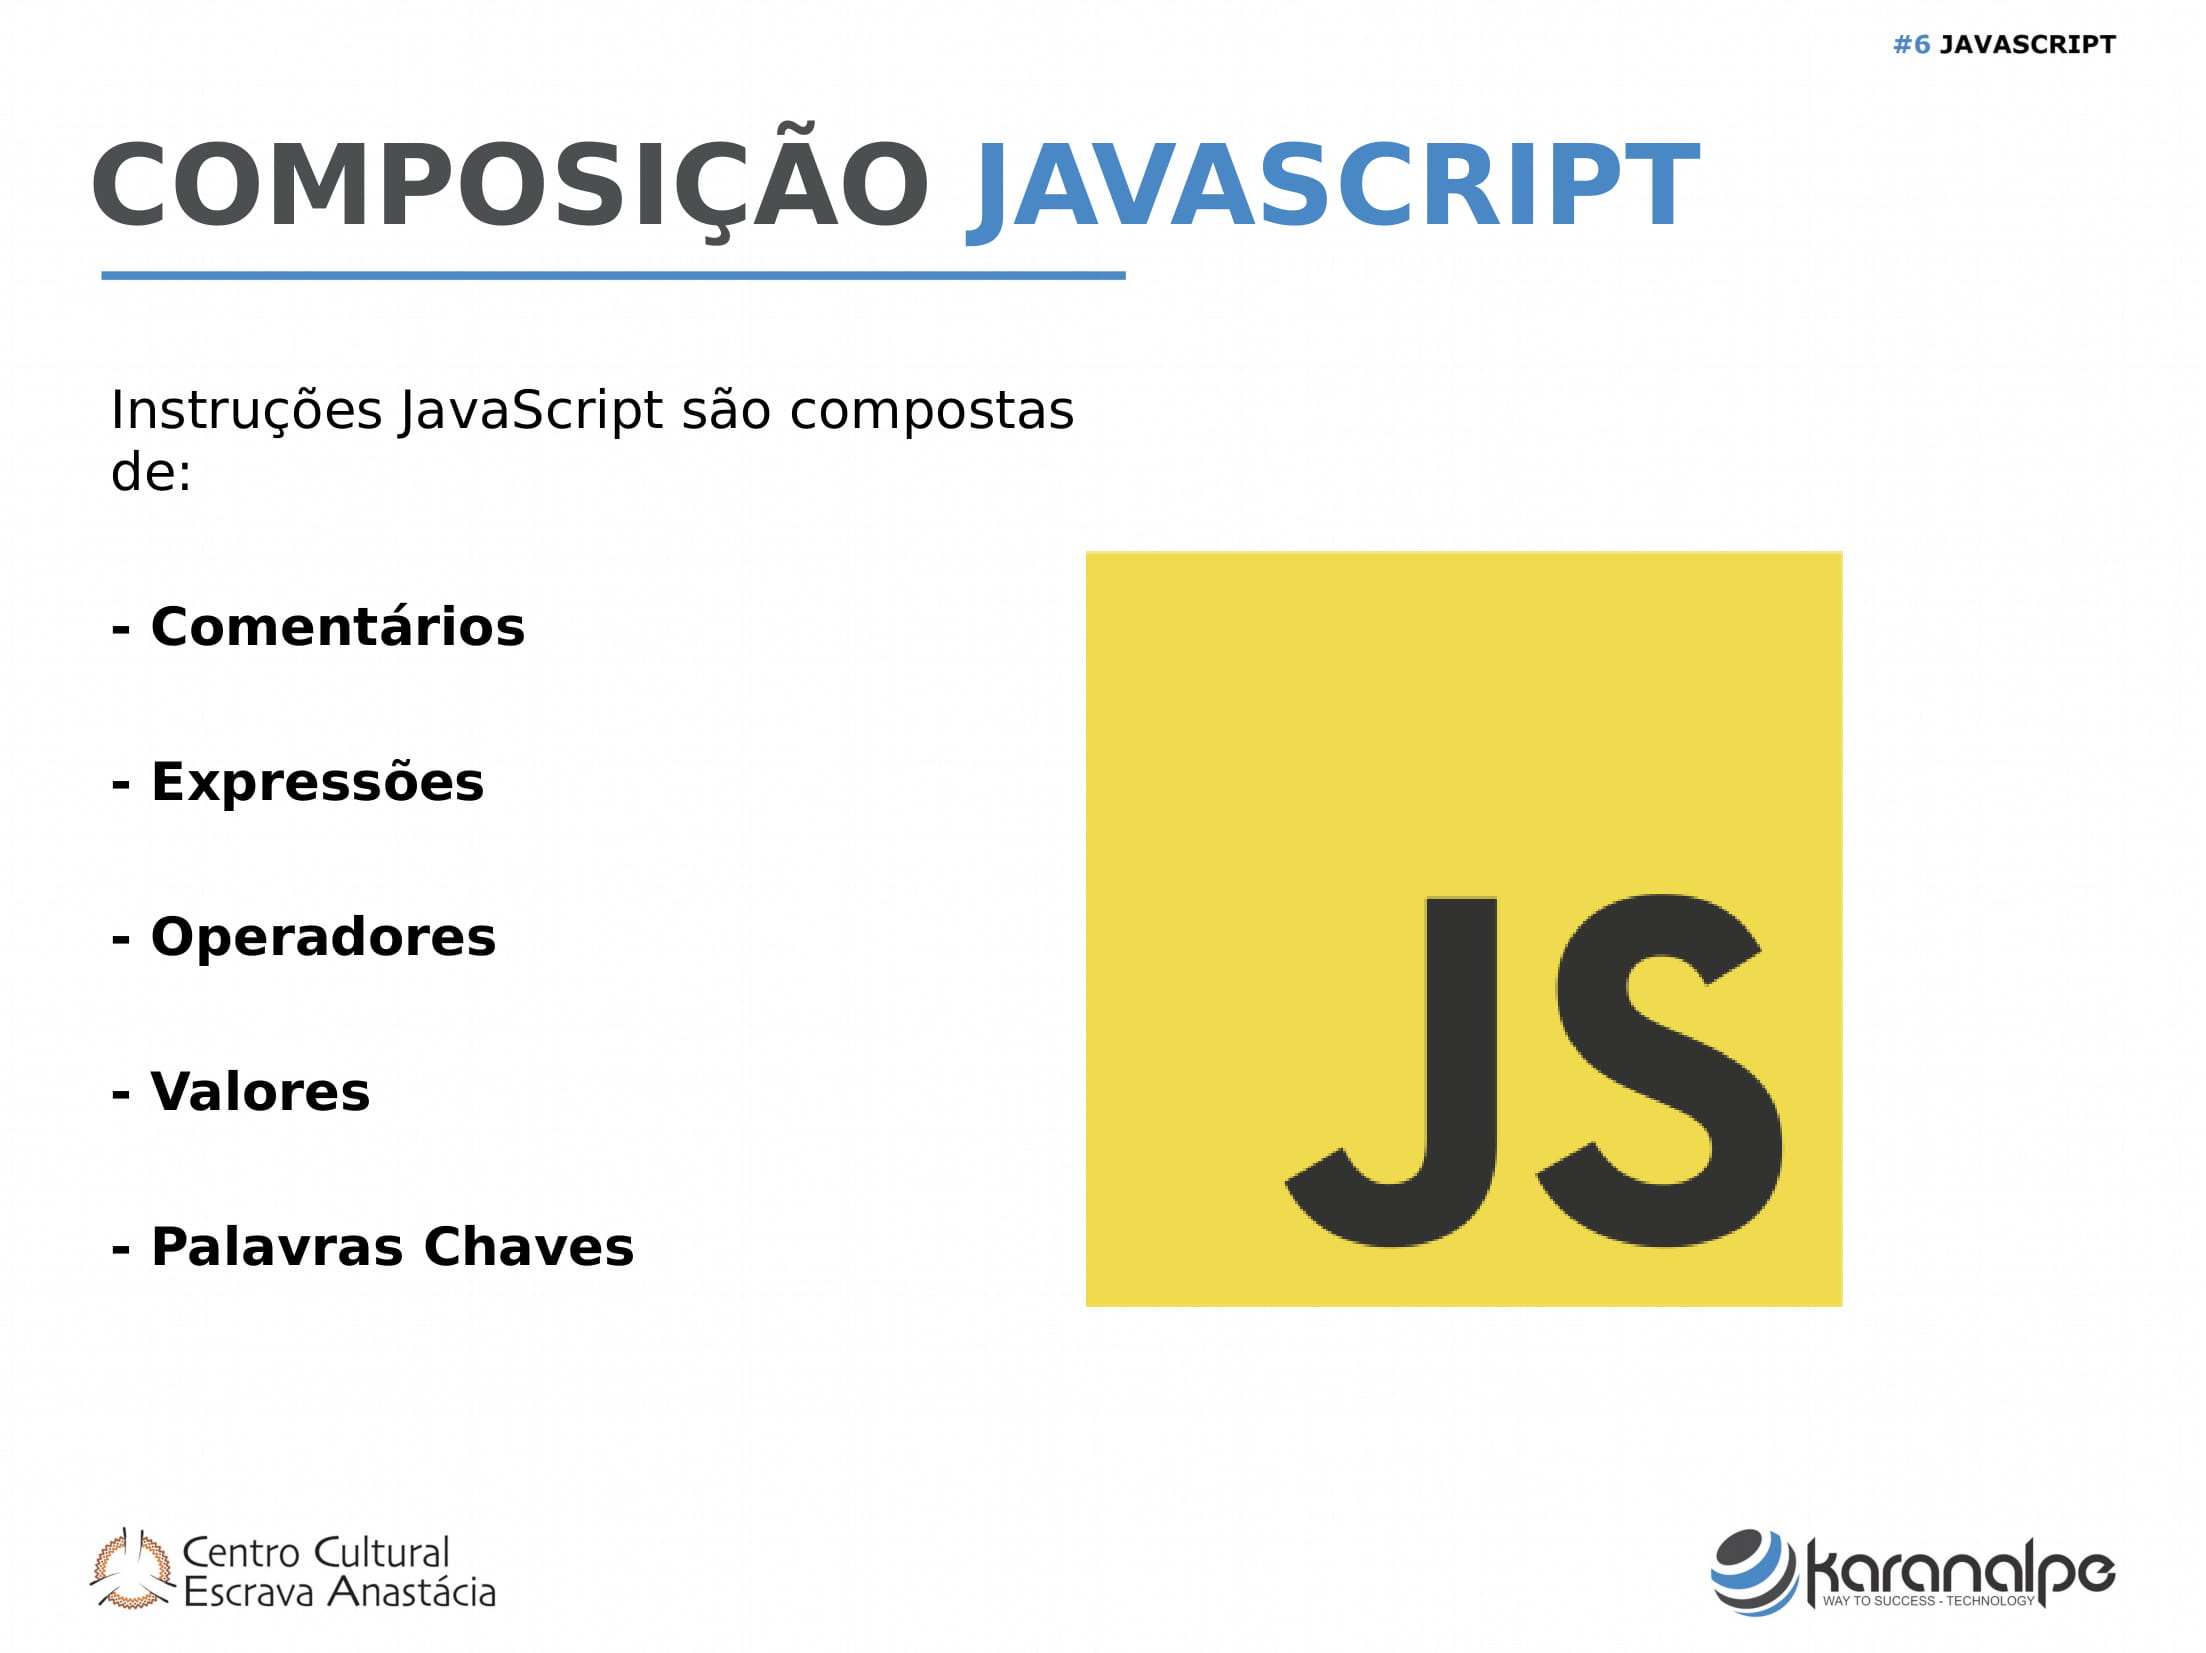 #6 JAVASCRIPT
COMPOSIÇÃO JAVASCRIPT
Instruções JavaScript são compostas
de:
- Comentários
- Expressões
- Operadores
- Valores
- Palavras Chaves
JS
Centro Cultural
Escrava Anastácia
karanalpe
WAY TO SUCCESS - TECHNOLOGY